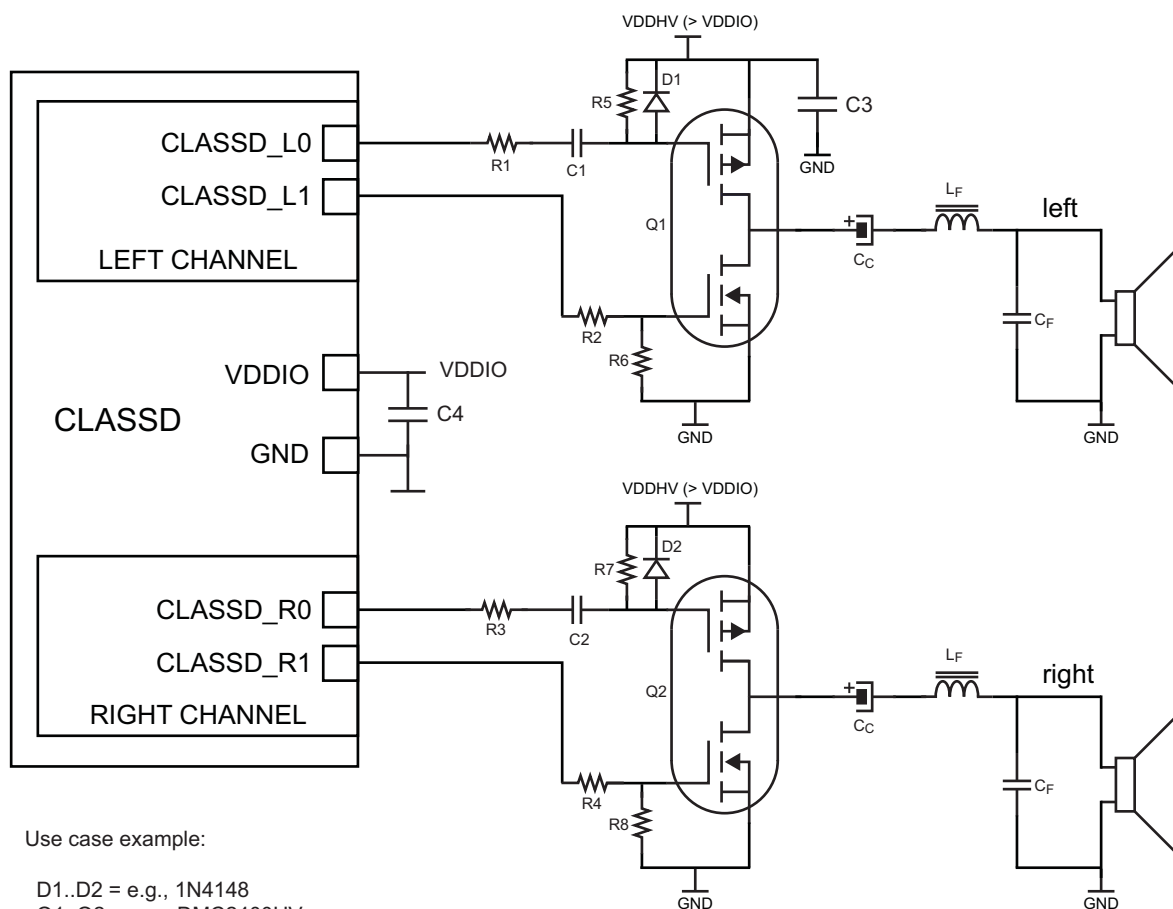 VDDHV (> VDDIO)
D1
R5
C3
CLASSD_L0
R1
C1
GND
CLASSD_L1
LF
left
Q1
LEFT CHANNEL
CC
CF
R2
R6
VDDIO
VDDIO
CLASSD
C4
GND
GND
GND
VDDHV (> VDDIO)
D2
R7
CLASSD_R0
R3
C2
CLASSD_R1
LF
right
Q2
RIGHT CHANNEL
CC
CF
R4
R8
Use case example:
D1..D2 = e.g., 1N4148
GND
GND